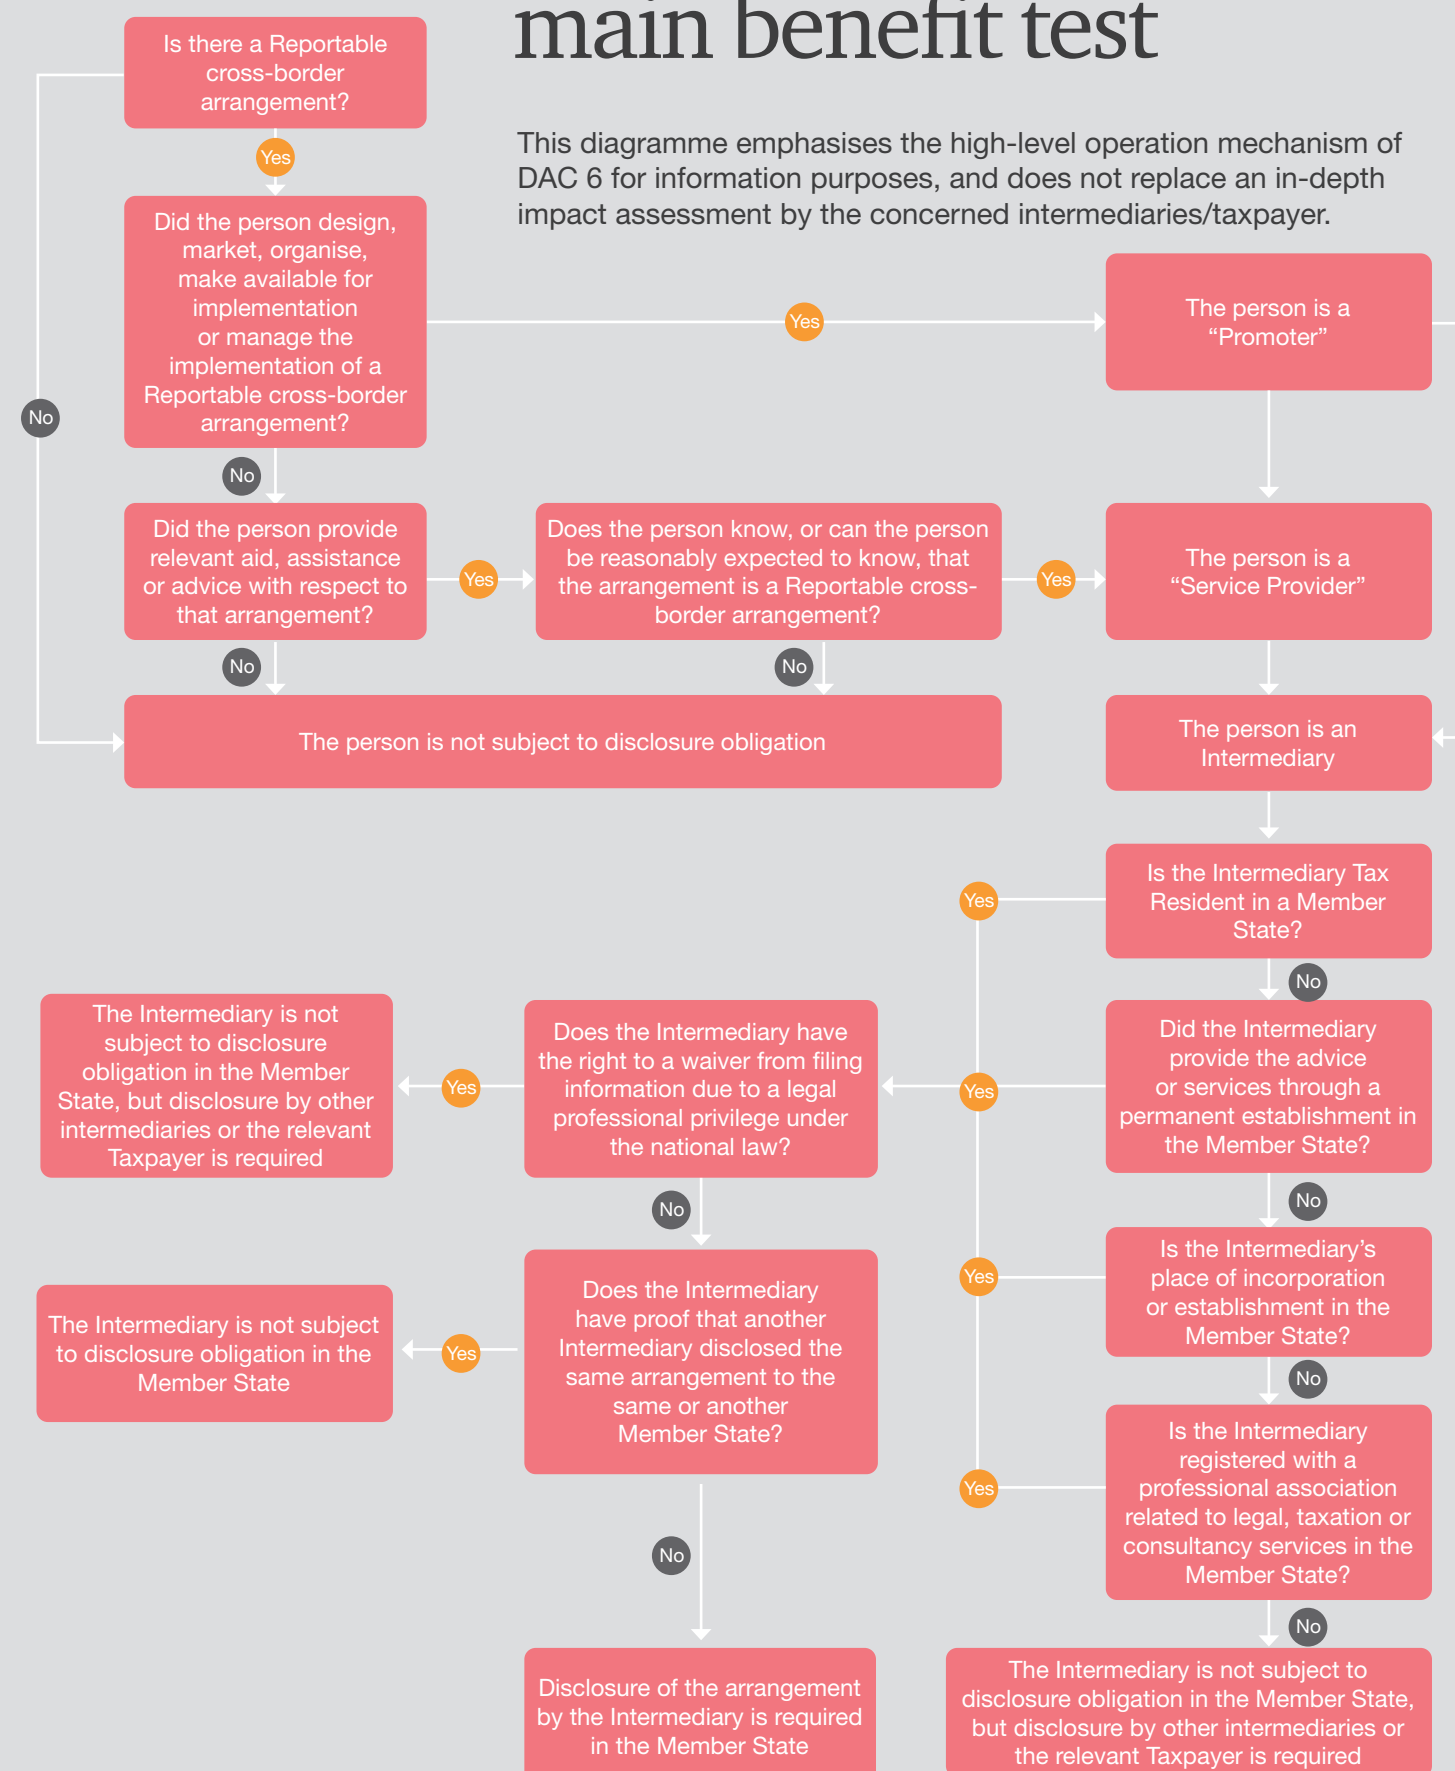 main benefit test
This diagramme emphasises the high-level operation mechanism of
DAC 6 for information purposes, and does not replace an in-depth
impact assessment by the concerned intermediaries/taxpayer.
Is there a Reportable
cross-border
arrangement?
Yes
No
Did the person design,
market, organise,
make available for
implementation
or manage the
implementation of a
Reportable cross-border
arrangement?
Yes
The person is a
“Promoter”
No
Did the person provide
relevant aid, assistance
or advice with respect to
that arrangement?
Yes
Does the person know, or can the person
be reasonably expected to know, that
the arrangement is a Reportable cross-
border arrangement?
Yes
The person is a
“Service Provider”
No
No
The person is not subject to disclosure obligation
The person is an
Intermediary
Is the Intermediary Tax
Resident in a Member
State?
Yes
No
Did the Intermediary
provide the advice
or services through a
permanent establishment in
the Member State?
Yes
Does the Intermediary have
the right to a waiver from filing
information due to a legal
professional privilege under
the national law?
Yes
The Intermediary is not
subject to disclosure
obligation in the Member
State, but disclosure by other
intermediaries or the relevant
Taxpayer is required
No
No
Is the Intermediary’s
place of incorporation
or establishment in the
Member State?
Yes
Does the Intermediary
have proof that another
Intermediary disclosed the
same arrangement to the
same or another
Member State?
Yes
The Intermediary is not subject
to disclosure obligation in the
Member State
No
Is the Intermediary
registered with a
professional association
related to legal, taxation or
consultancy services in the
Member State?
Yes
No
No
Disclosure of the arrangement
by the Intermediary is required
in the Member State
The Intermediary is not subject to
disclosure obligation in the Member State,
but disclosure by other intermediaries or
the relevant Taxpayer is required